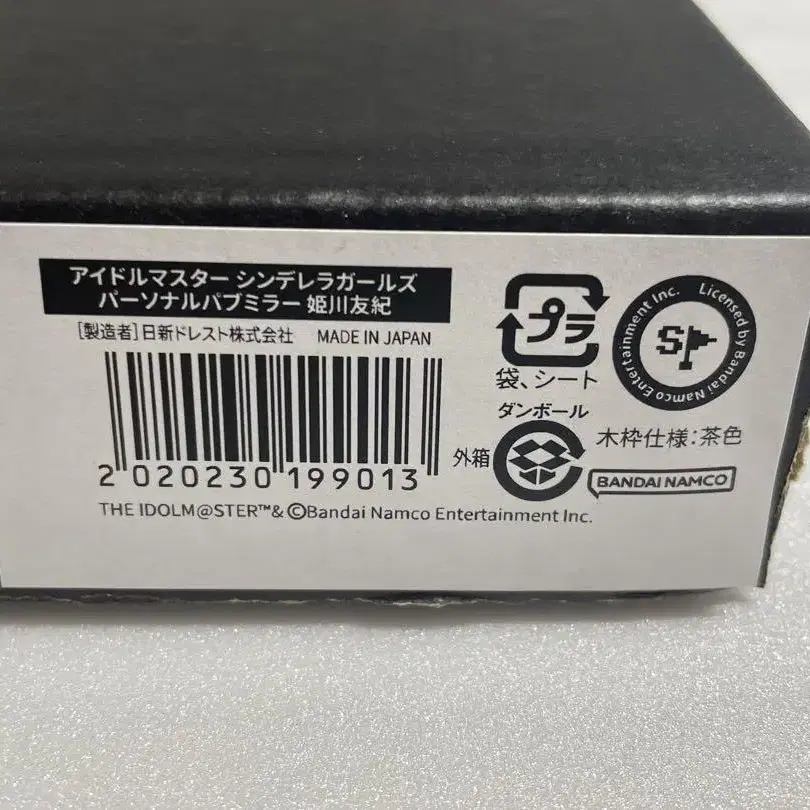 アイドルマスター シンデレラガールズ
パーソナルパブミラー 姫川友紀
[製造者]日新ドレスト株式会社 MADE IN JAPAN
2 020230 199013
THE IDOLM@STER™& ©Bandai Namco Entertainment Inc.
プラ
袋、シート
ダンボール
外箱
Licensed by Bandai Namco Entertainment Inc.
SP
木枠仕様:茶色
BANDAI NAMCO